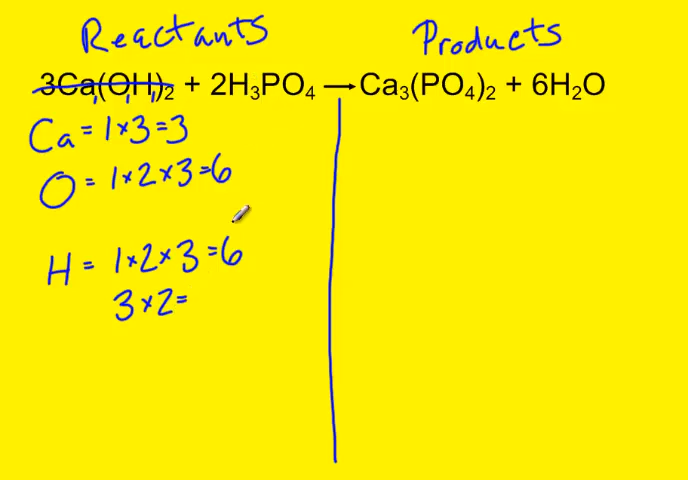 Reactants Products
3Ca(OH)₂ + 2H₃PO₄ → Ca₃(PO₄)₂ + 6H₂O
Ca = 1 × 3 = 3
O = 1 × 2 × 3 = 6
H = 1 × 2 × 3 = 6
3 × 2 =